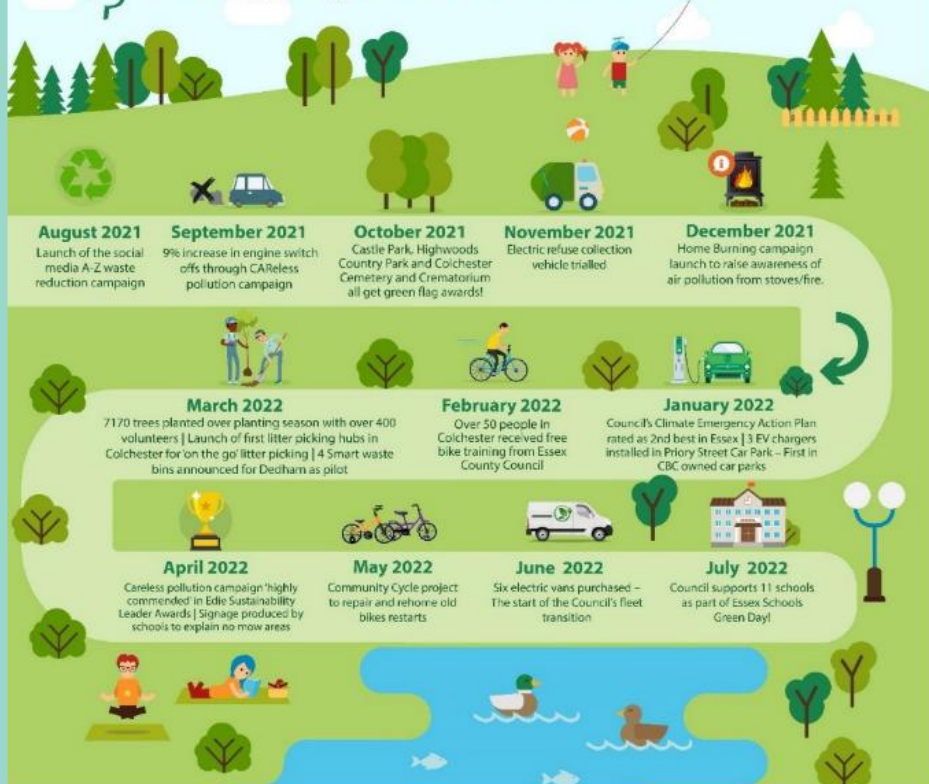 August 2021
Launch of the social
media A-Z waste
reduction campaign
September 2021
9% increase in engine switch
offs through CAReless
pollution campaign
October 2021
Castle Park, Highwoods
Country Park and Colchester
Cemetery and Crematorium
all get green flag awards!
November 2021
Electric refuse collection
vehicle trialled
December 2021
Home Burning campaign
launch to raise awareness of
air pollution from stoves/fire.
January 2022
Council's Climate Emergency Action Plan
rated as 2nd best in Essex | 3 EV chargers
installed in Priory Street Car Park – First in
CBC owned car parks
February 2022
Over 50 people in
Colchester received free
bike training from Essex
County Council
March 2022
7170 trees planted over planting season with over 400
volunteers | Launch of first litter picking hubs in
Colchester for 'on the go' litter picking | 4 Smart waste
bins announced for Dedham as pilot
April 2022
Careless pollution campaign 'highly
commended' in Edie Sustainability
Leader Awards | Signage produced by
schools to explain no mow areas
May 2022
Community Cycle project
to repair and rehome old
bikes restarts
June 2022
Six electric vans purchased –
The start of the Council's fleet
transition
July 2022
Council supports 11 schools
as part of Essex Schools
Green Day!